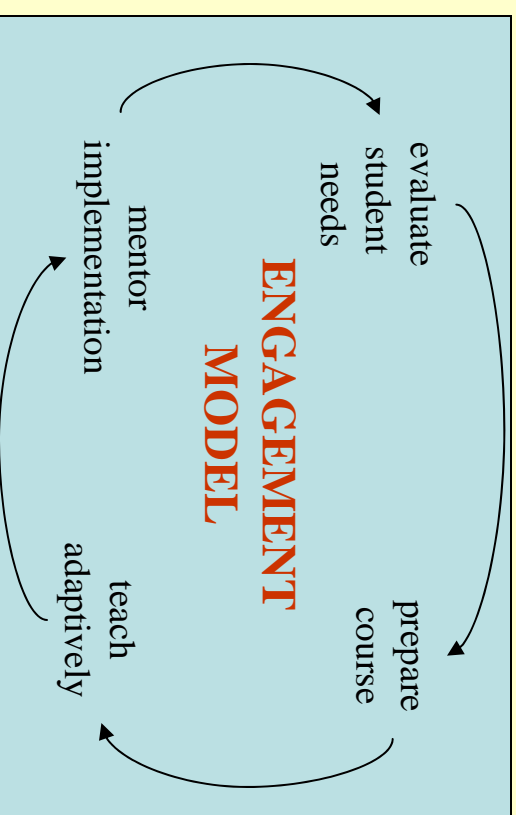 evaluate
student
needs
prepare
course
ENGAGEMENT
MODEL
mentor
implementation
teach
adaptively